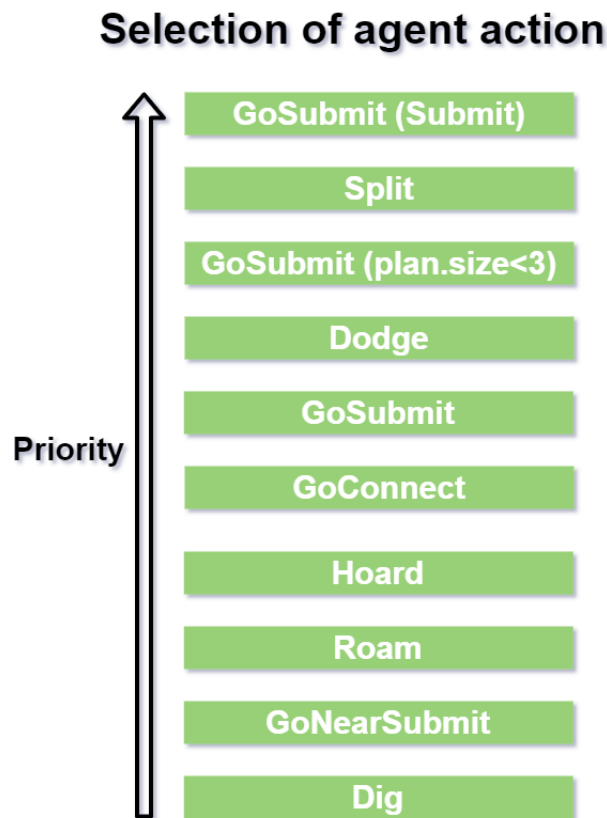 Selection of agent action
GoSubmit (Submit)
Split
GoSubmit (plan.size<3)
Dodge
GoSubmit
Priority
GoConnect
Hoard
Roam
GoNearSubmit
Dig